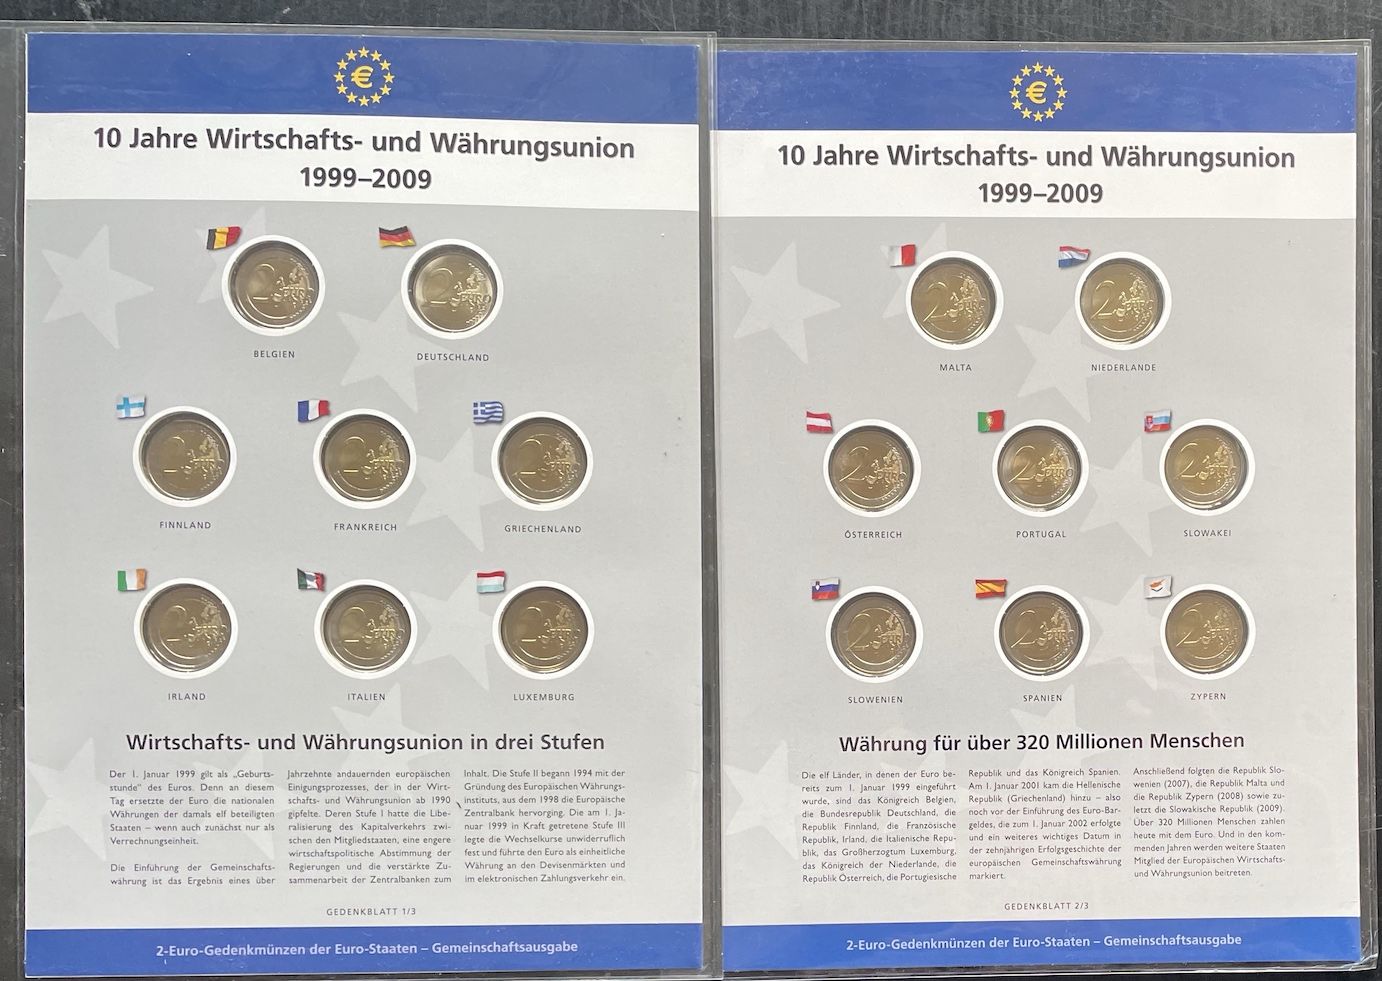 €
10 Jahre Wirtschafts- und Währungsunion
1999–2009
BELGIEN
DEUTSCHLAND
FINNLAND
FRANKREICH
GRIECHENLAND
IRLAND
ITALIEN
LUXEMBURG
Wirtschafts- und Währungsunion in drei Stufen
Der 1. Januar 1999 gilt als „Geburts-
stunde“ des Euros. Denn an diesem
Tag ersetzte der Euro die nationalen
Währungen der damals elf beteiligten
Staaten – wenn auch zunächst nur als
Verrechnungseinheit.
Die Einführung der Gemeinschafts-
währung ist das Ergebnis eines über
Jahrzehnte andauernden europäischen
Einigungsprozesses, der in der Wirt-
schafts- und Währungsunion ab 1990
gipfelte. Deren Stufe I hatte die Libe-
ralisierung des Kapitalverkehrs zwi-
schen den Mitgliedstaaten, eine engere
wirtschaftspolitische Abstimmung der
Regierungen und die verstärkte Zu-
sammenarbeit der Zentralbanken zum
Inhalt. Die Stufe II begann 1994 mit der
Gründung des Europäischen Währungs-
instituts, aus dem 1998 die Europäische
Zentralbank hervorging. Die am 1. Ja-
nuar 1999 in Kraft getretene Stufe III
legte die Wechselkurse unwiderruflich
fest und führte den Euro als einheitliche
Währung an den Devisenmärkten und
im elektronischen Zahlungsverkehr ein.
GEDENKBLATT 1/3
2-Euro-Gedenkmünzen der Euro-Staaten – Gemeinschaftsausgabe
€
10 Jahre Wirtschafts- und Währungsunion
1999–2009
MALTA
NIEDERLANDE
ÖSTERREICH
PORTUGAL
SLOWAKEI
SLOWENIEN
SPANIEN
ZYPERN
Währung für über 320 Millionen Menschen
Die elf Länder, in denen der Euro be-
reits zum 1. Januar 1999 eingeführt
wurde, sind das Königreich Belgien,
die Bundesrepublik Deutschland, die
Republik Finnland, die Französische
Republik, Irland, die Italienische Repu-
blik, das Großherzogtum Luxemburg,
das Königreich der Niederlande, die
Republik Österreich, die Portugiesische
Republik und das Königreich Spanien.
Am 1. Januar 2001 kam die Hellenische
Republik (Griechenland) hinzu – also
noch vor der Einführung des Euro-Bar-
geldes, die zum 1. Januar 2002 erfolgte
und ein weiteres wichtiges Datum in
der zehnjährigen Erfolgsgeschichte der
europäischen Gemeinschaftswährung
markiert.
Anschließend folgten die Republik Slo-
wenien (2007), die Republik Malta und
die Republik Zypern (2008) sowie zu-
letzt die Slowakische Republik (2009).
Über 320 Millionen Menschen zahlen
heute mit dem Euro. Und in den kom-
menden Jahren werden weitere Staaten
Mitglied der Europäischen Wirtschafts-
und Währungsunion beitreten.
GEDENKBLATT 2/3
2-Euro-Gedenkmünzen der Euro-Staaten – Gemeinschaftsausgabe